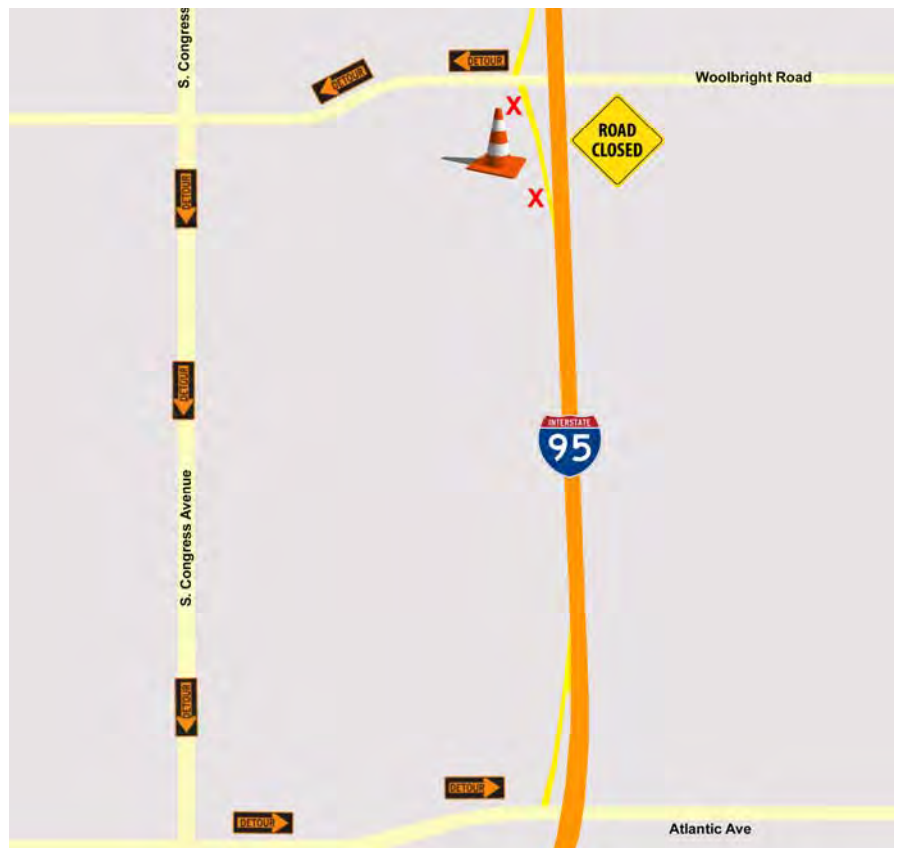 S. Congress
DETOUR
DETOUR
Woolbright Road
X
ROAD
CLOSED
DETOUR
X
DETOUR
INTERSTATE
95
S. Congress Avenue
DETOUR
DETOUR
DETOUR
Atlantic Ave